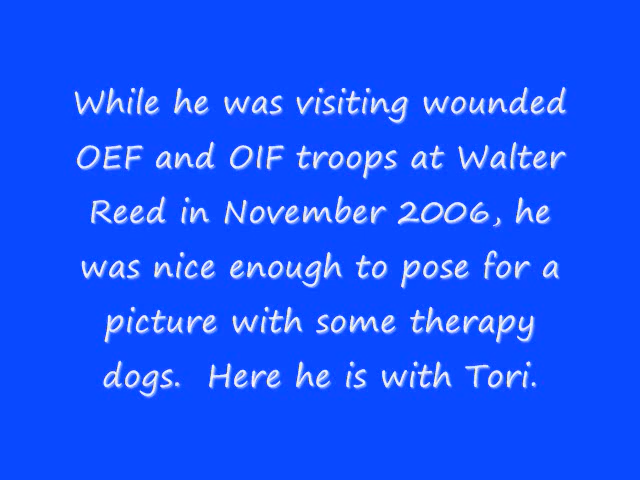 While he was visiting wounded
OEF and OIF troops at Walter
Reed in November 2006, he
was nice enough to pose for a
picture with some therapy
dogs.  Here he is with Tori.